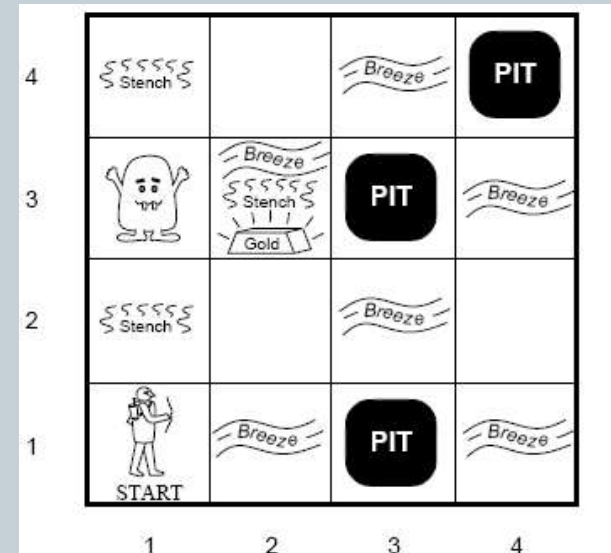 4
Stench
Breeze
PIT
3
Breeze
Stench
Gold
PIT
Breeze
2
Stench
Breeze
1
START
Breeze
PIT
Breeze
1 2 3 4